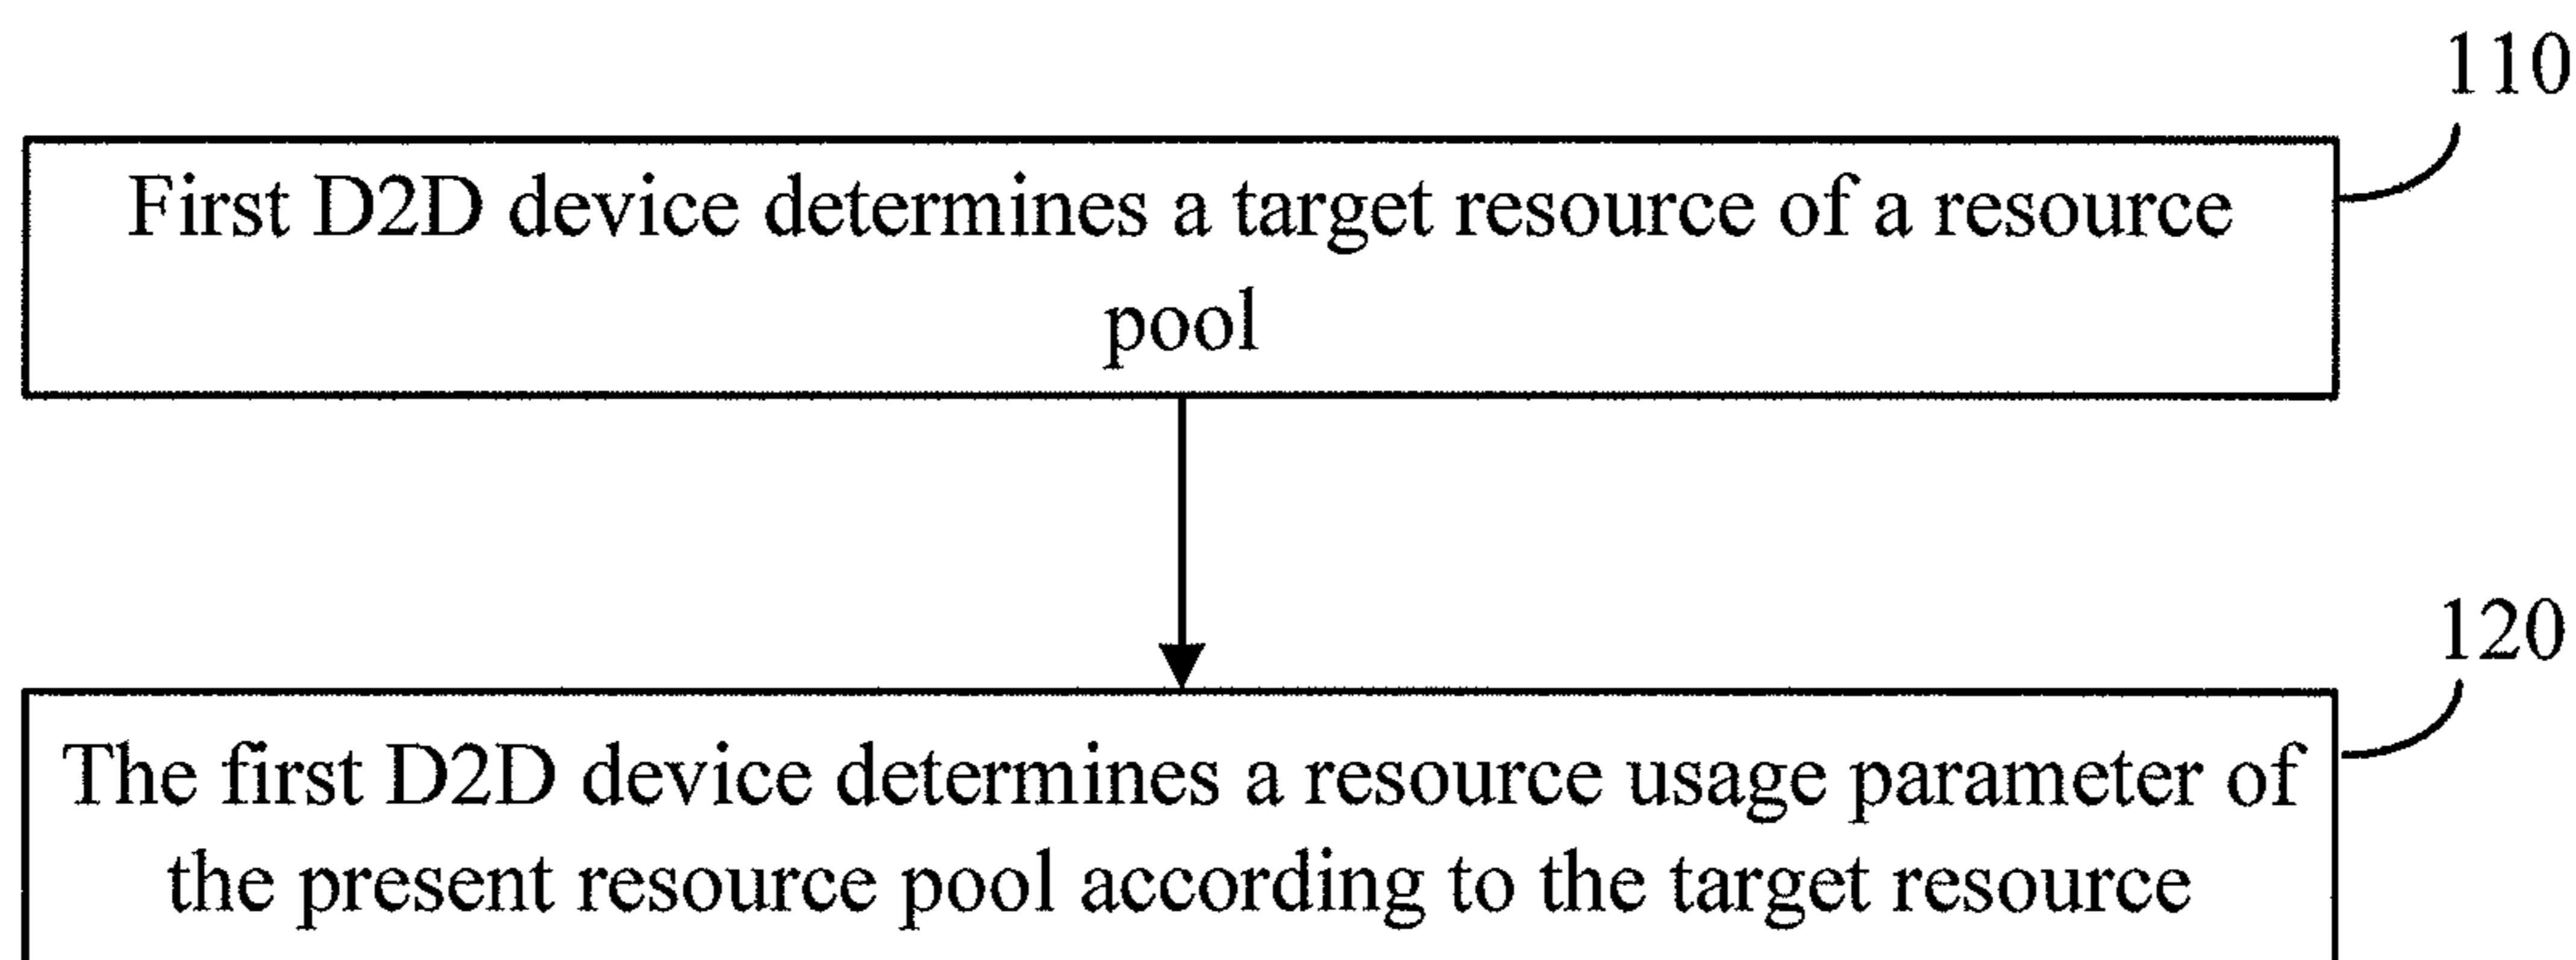 110
First D2D device determines a target resource of a resource
pool
120
The first D2D device determines a resource usage parameter of
the present resource pool according to the target resource